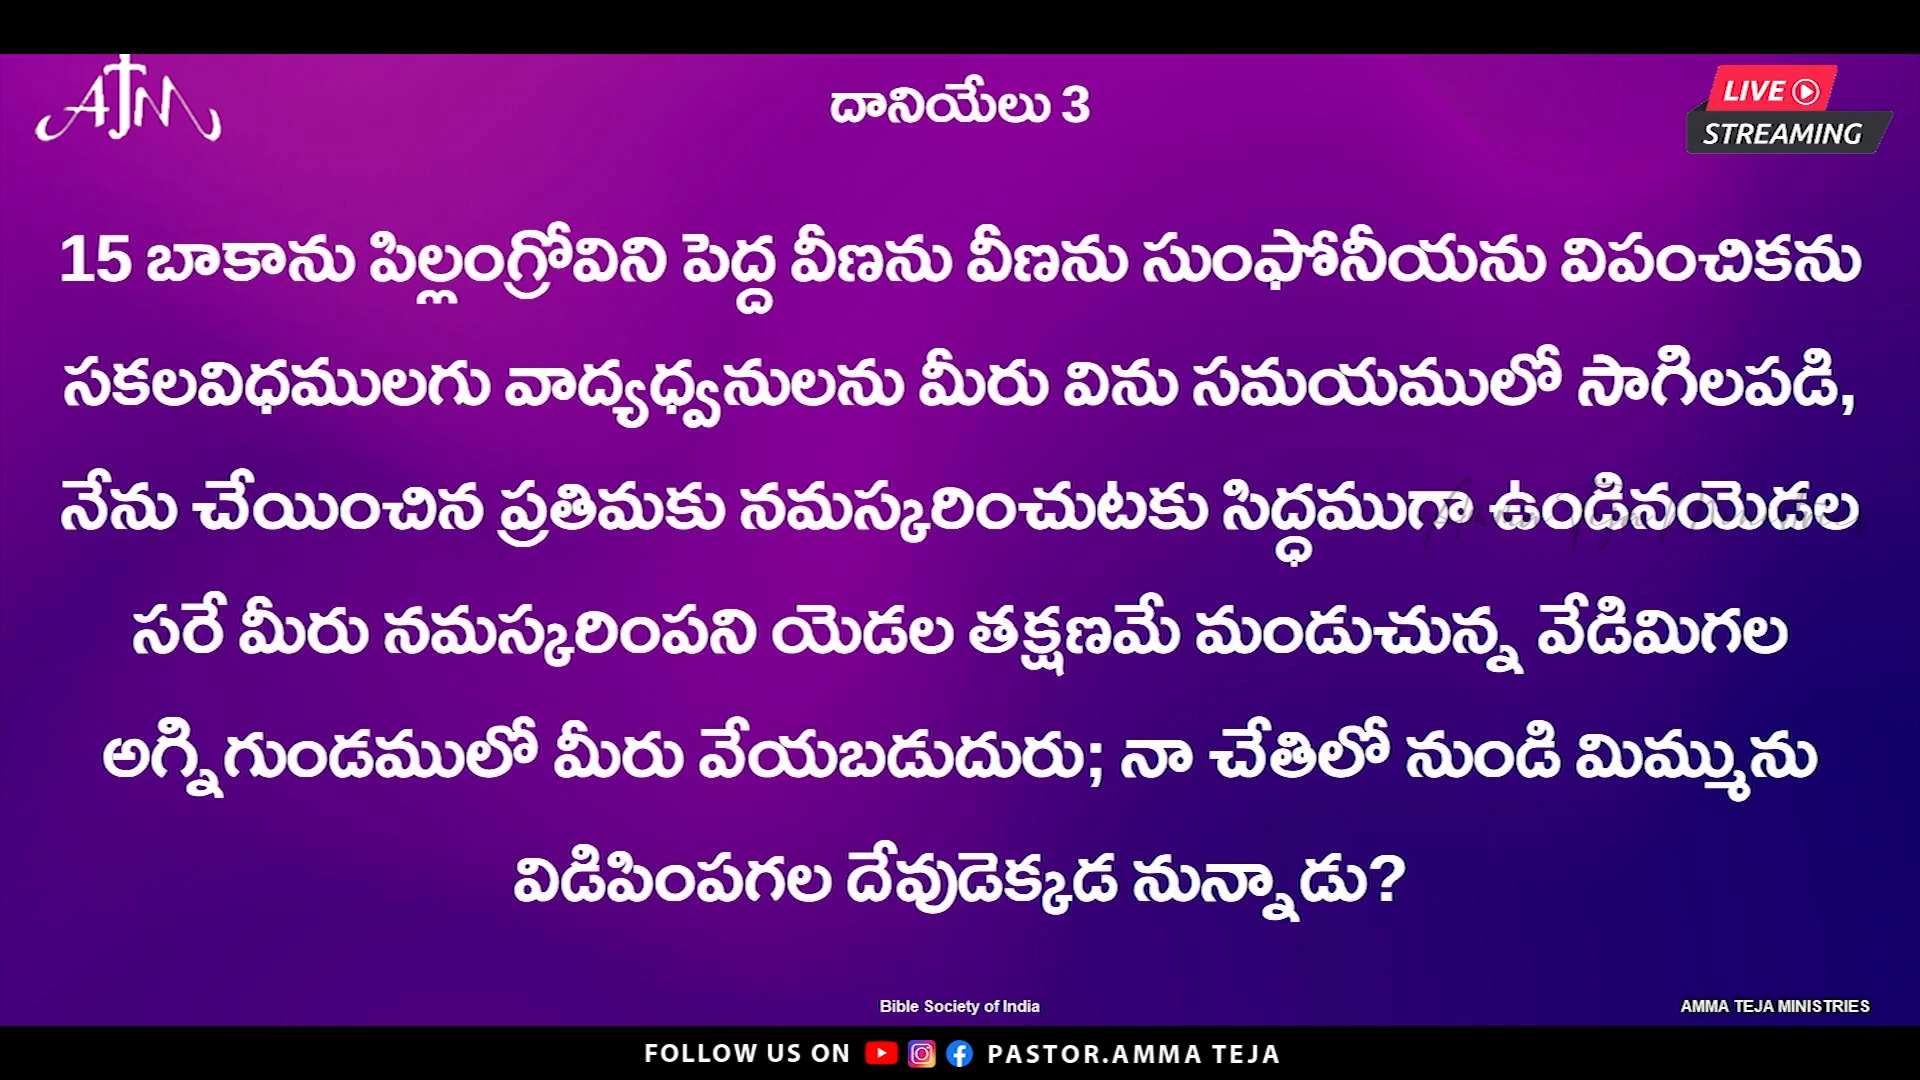 AJM
దానియేలు 3
LIVE
STREAMING
15 బాకాను పిల్లంగ్రోవిని పెద్ద వీణను వీణను సుంఫోనీయను విపంచికను
సకలవిధములగు వాద్యధ్వనులను మీరు విను సమయములో సాగిలపడి,
నేను చేయించిన ప్రతిమకు నమస్కరించుటకు సిద్ధముగా ఉండినయెడల
సరే మీరు నమస్కరింపని యెడల తక్షణమే మండుచున్న వేడిమిగల
అగ్నిగుండములో మీరు వేయబడుదురు; నా చేతిలో నుండి మిమ్మును
విడిపింపగల దేవుడెక్కడ నున్నాడు?
Bible Society of India
AMMA TEJA MINISTRIES
FOLLOW US ON PASTOR.AMMA TEJA